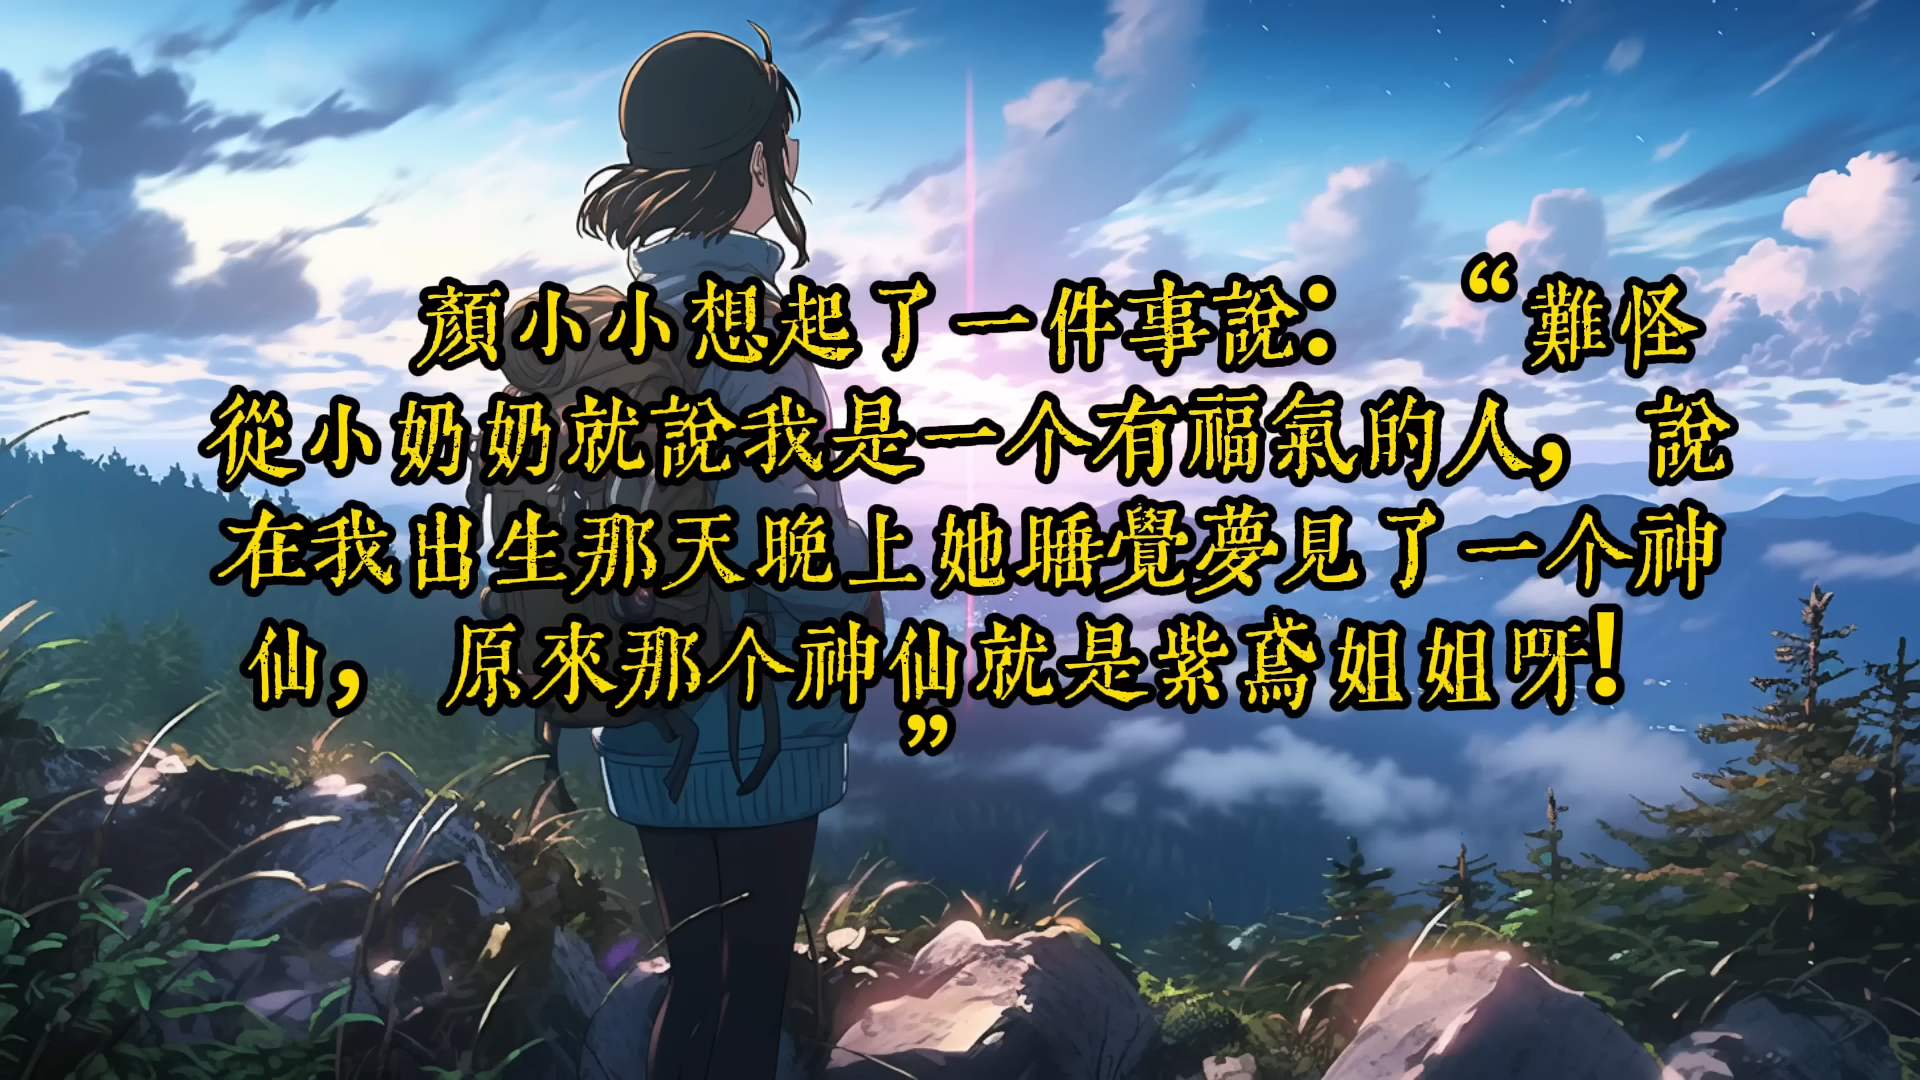 顏小小想起了一件事說：“難怪
從小奶奶就說我是一个有福氣的人，說
在我出生那天晚上她睡覺夢見了一个神
仙，原來那个神仙就是紫鳶姐姐呀！
”